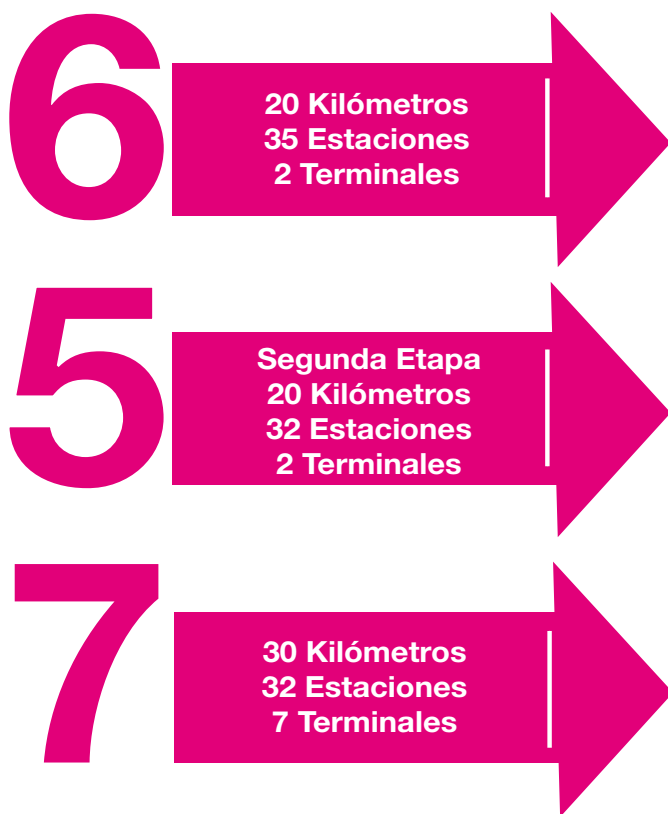 6
20 Kilómetros
35 Estaciones
2 Terminales
5
Segunda Etapa
20 Kilómetros
32 Estaciones
2 Terminales
7
30 Kilómetros
32 Estaciones
7 Terminales